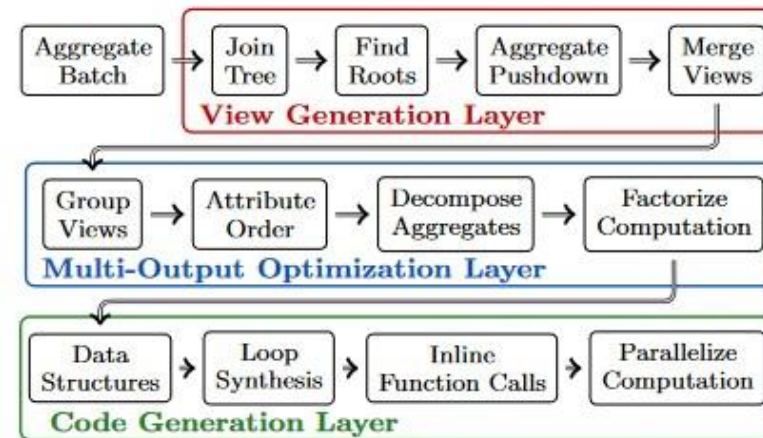 Aggregate
Batch
Join
Tree
Find
Roots
Aggregate
Pushdown
Merge
Views
View Generation Layer
Group
Views
Attribute
Order
Decompose
Aggregates
Factorize
Computation
Multi-Output Optimization Layer
Data
Structures
Loop
Synthesis
Inline
Function Calls
Parallelize
Computation
Code Generation Layer